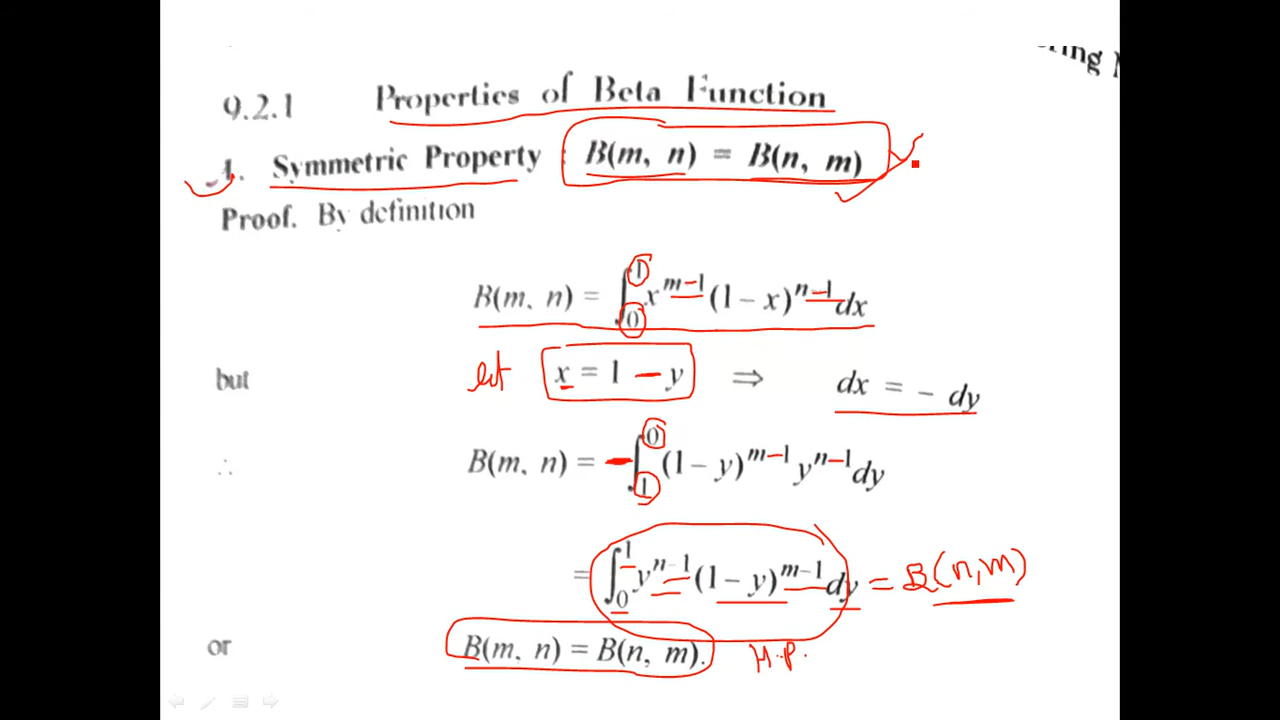 ring
9.2.1 Properties of Beta Function
1. Symmetric Property B(m, n) = B(n, m)
Proof. By definition
B(m, n) = ∫₀¹ x^{m−1} (1 − x)^{n−1} dx
but let x = 1 − y ⇒ dx = − dy
∴ B(m, n) = − ∫₁⁰ (1 − y)^{m−1} y^{n−1} dy
= ∫₀¹ y^{n−1} (1 − y)^{m−1} dy = B(n, m)
or B(m, n) = B(n, m). H.P.